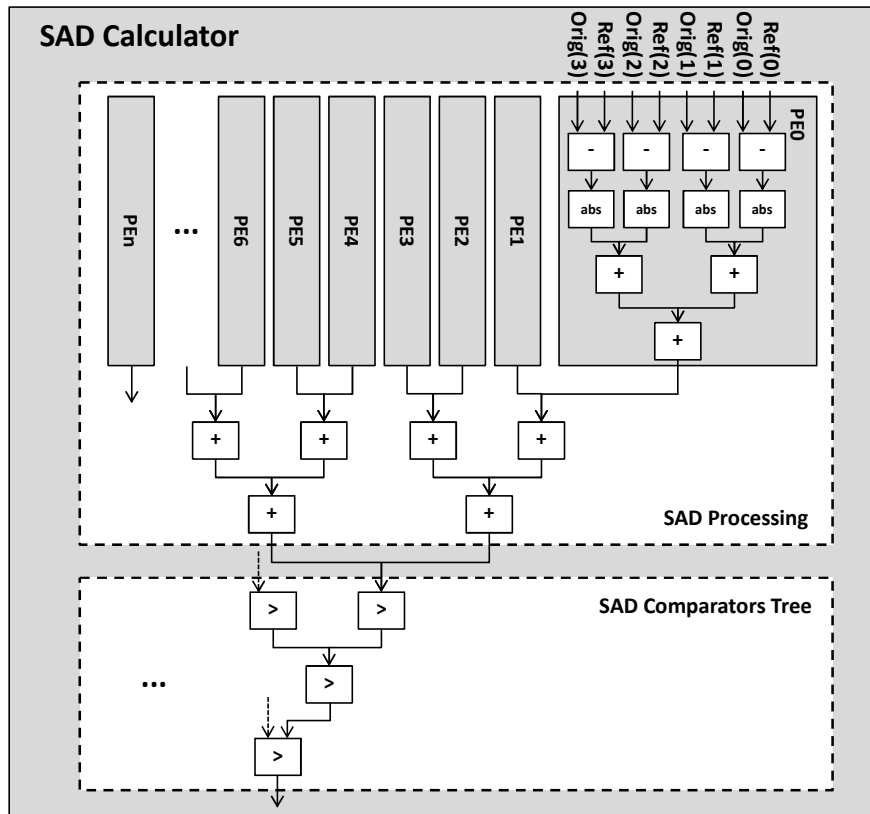 SAD Calculator
Orig(3)
Ref(3)
Orig(2)
Ref(2)
Orig(1)
Ref(1)
Orig(0)
Ref(0)
PEn
...
PE6
PE5
PE4
PE3
PE2
PE1
PE0
- - - -
abs abs abs abs
+ +
+
+ + + +
+ +
SAD Processing
SAD Comparators Tree
> >
... >
>